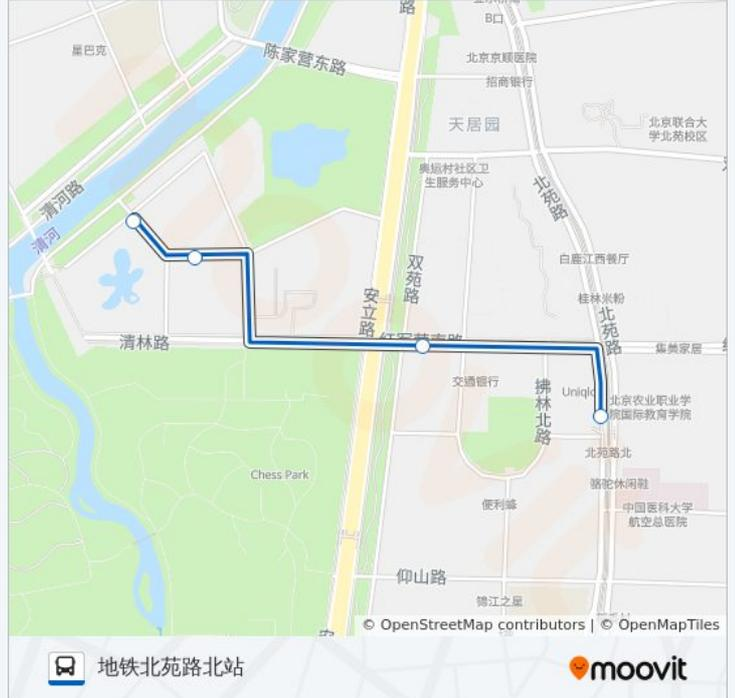 路
B口
星巴克
陈家营东路
北京京顺医院
招商银行
天居园
北京联合大
学北苑校区
奥运村社区卫
生服务中心
清河路
北苑路
清河
白鹿江西餐厅
双苑路
安立路
桂林米粉
北苑路
清林路
集美家居
交通银行
拂林北路
Uniqlo
北京农业职业学
院国际教育学院
北苑路北
Chess Park
骆驼休闲鞋
便利蜂
中国医科大学
航空总医院
仰山路
锦江之星
© OpenStreetMap contributors | © OpenMapTiles
地铁北苑路北站
moovit